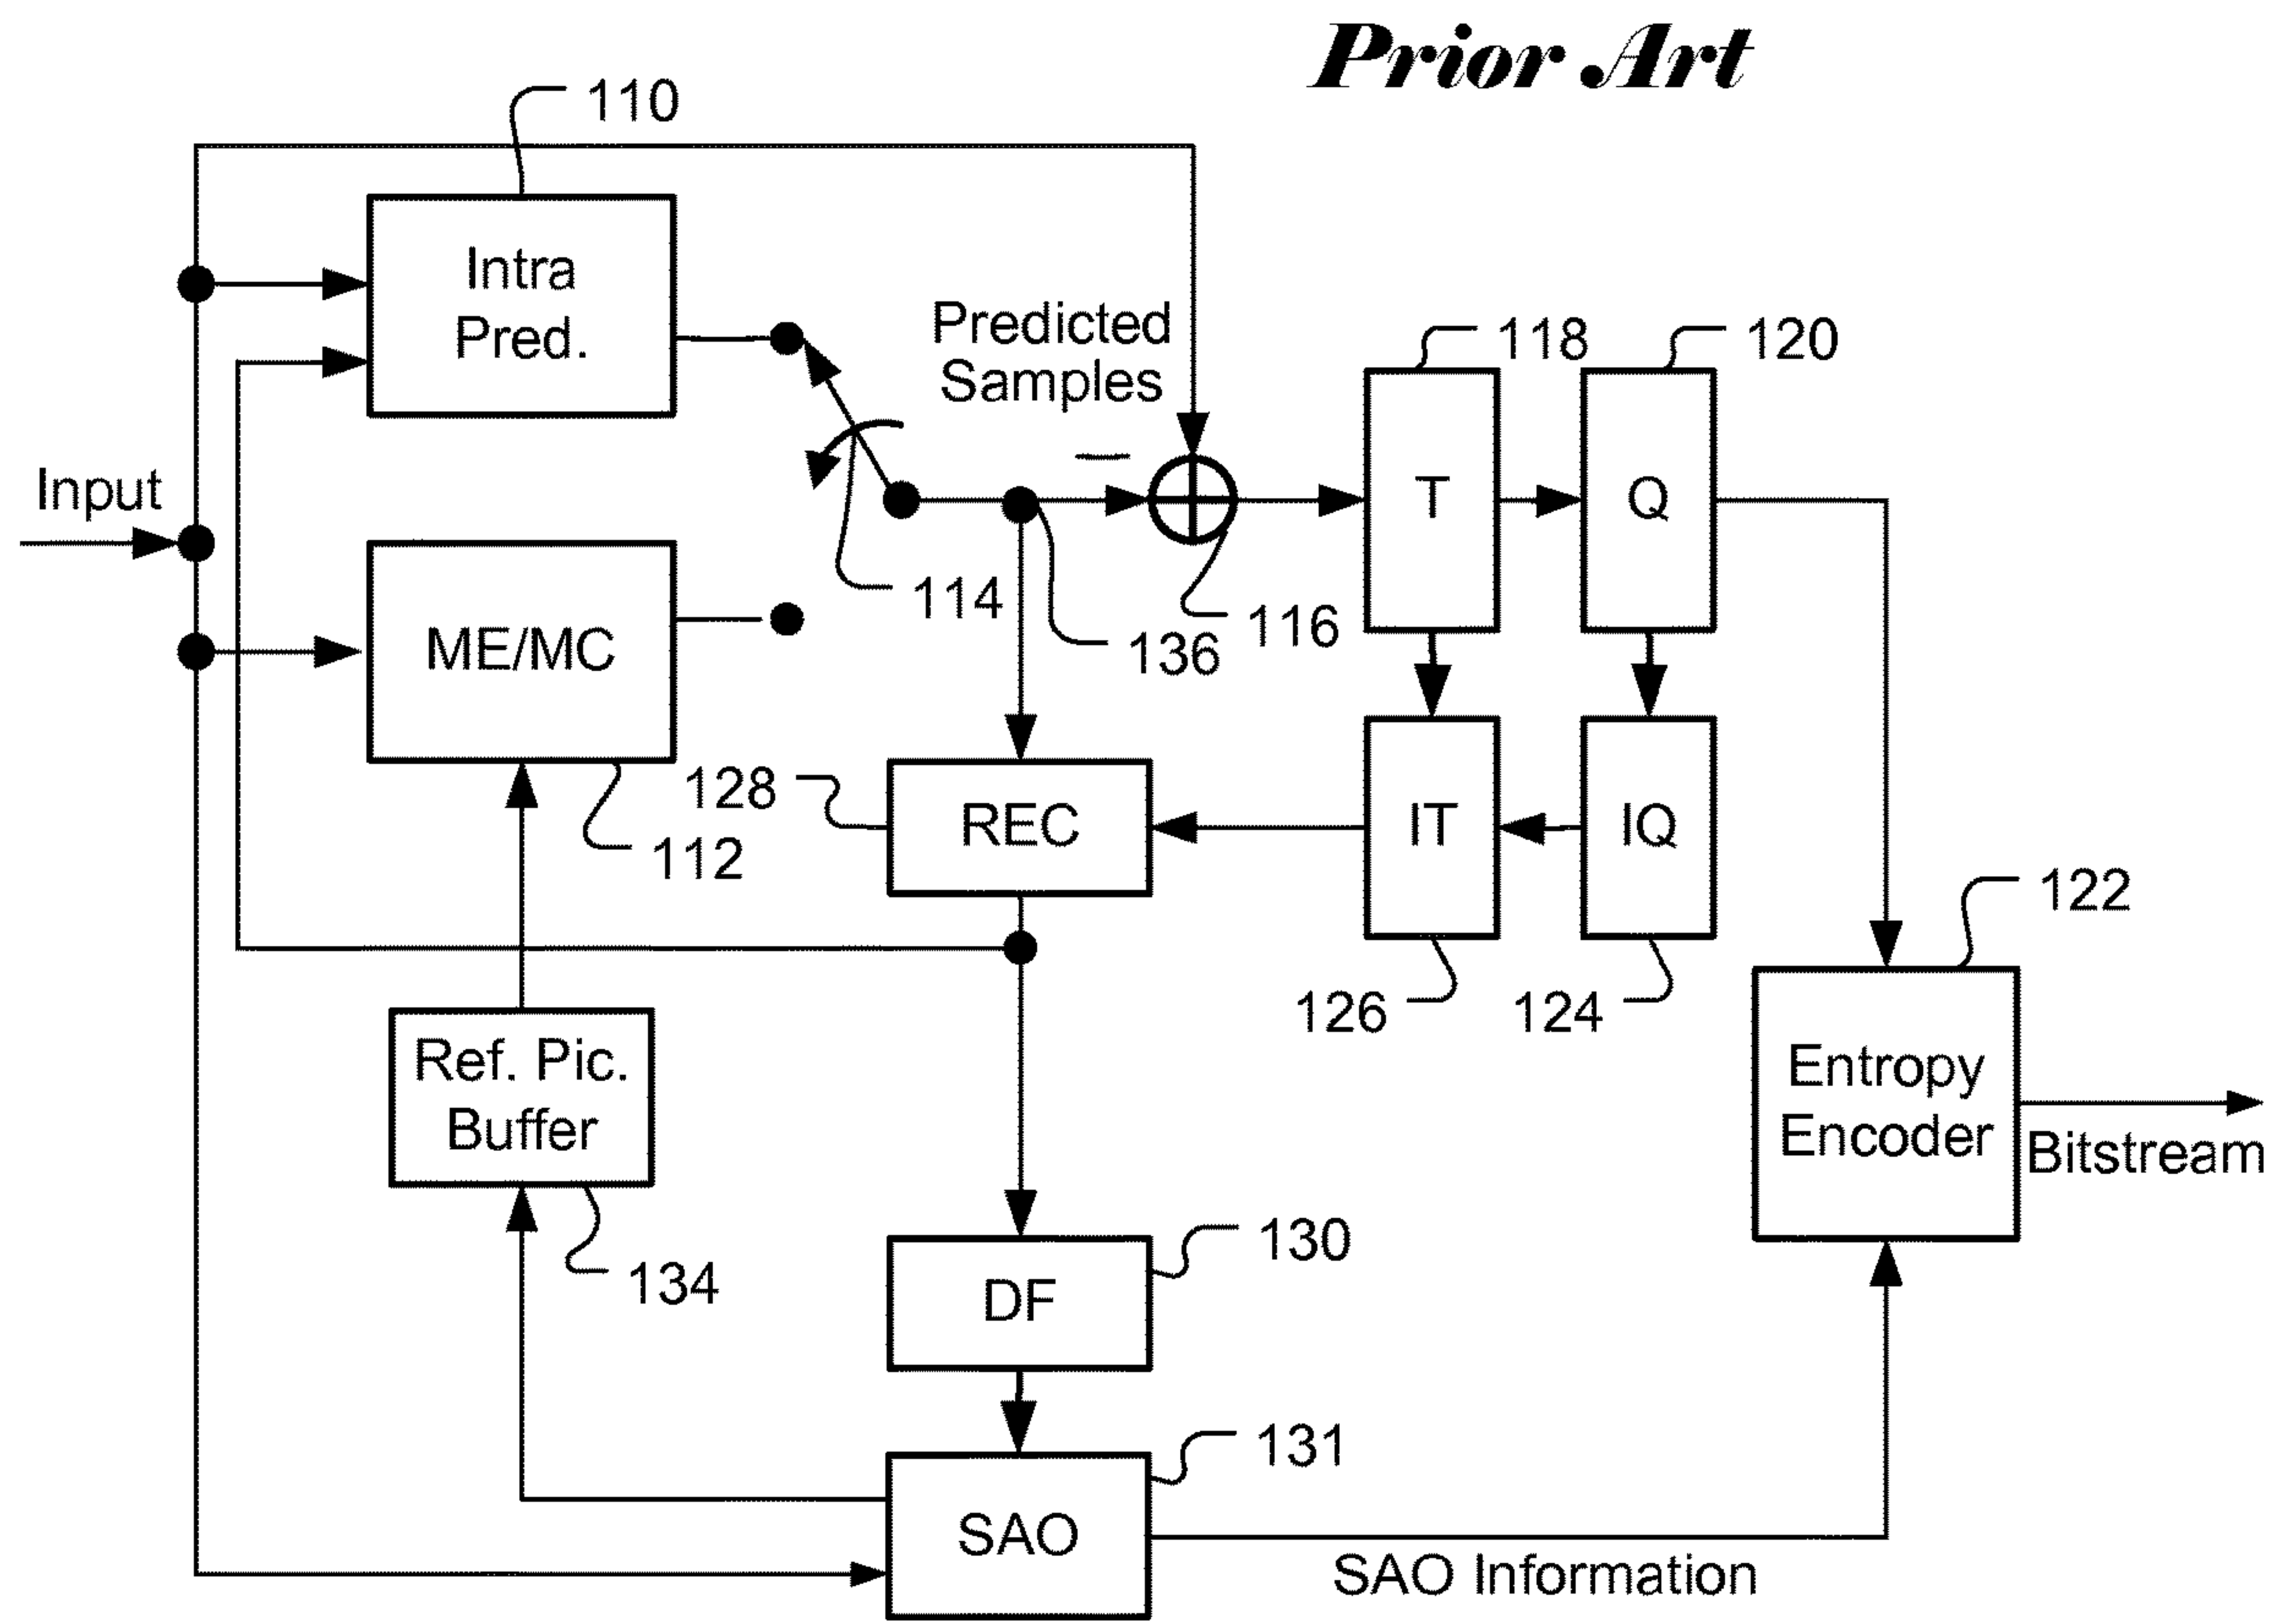 Prior Art
110
Intra
Pred.
Predicted
Samples
118
120
Input
T
Q
114
116
136
ME/MC
128
REC
IT
IQ
112
122
126
124
Ref. Pic.
Buffer
Entropy
Encoder
Bitstream
130
134
DF
131
SAO
SAO Information